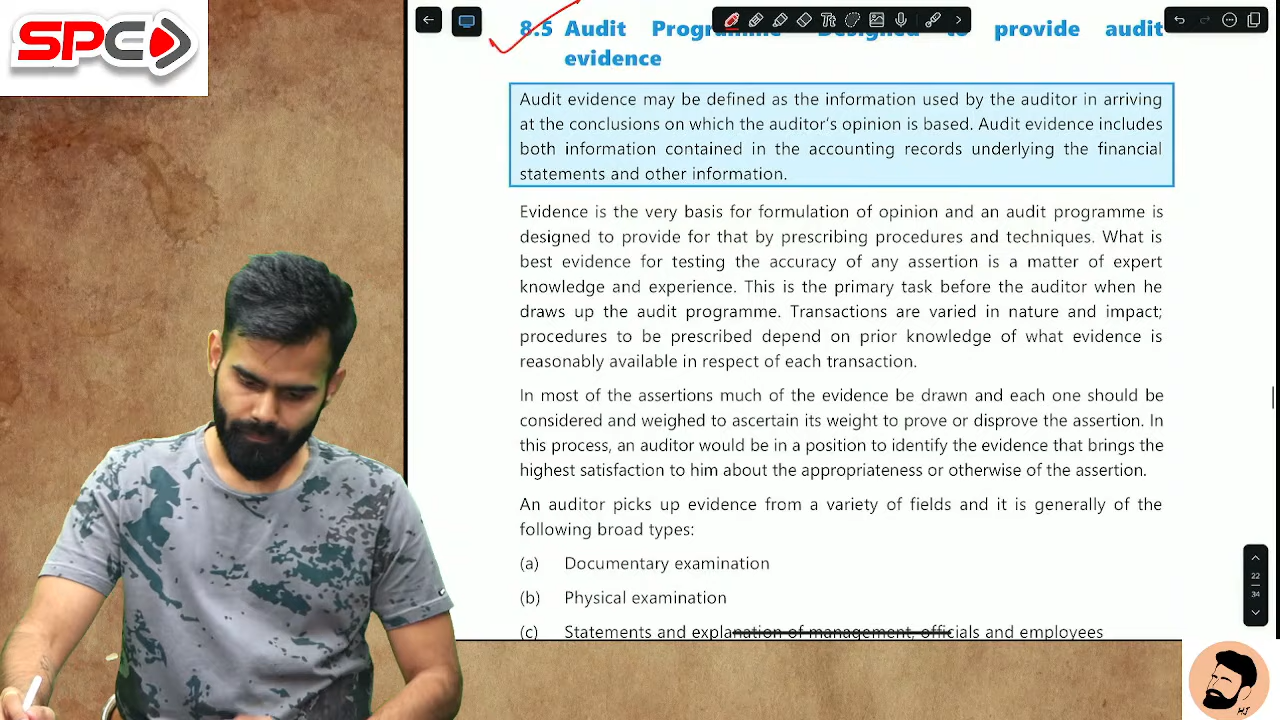 SPC
8.5 Audit Programme Designed to provide audit
evidence
Audit evidence may be defined as the information used by the auditor in arriving
at the conclusions on which the auditor's opinion is based. Audit evidence includes
both information contained in the accounting records underlying the financial
statements and other information.
Evidence is the very basis for formulation of opinion and an audit programme is
designed to provide for that by prescribing procedures and techniques. What is
best evidence for testing the accuracy of any assertion is a matter of expert
knowledge and experience. This is the primary task before the auditor when he
draws up the audit programme. Transactions are varied in nature and impact;
procedures to be prescribed depend on prior knowledge of what evidence is
reasonably available in respect of each transaction.
In most of the assertions much of the evidence be drawn and each one should be
considered and weighed to ascertain its weight to prove or disprove the assertion. In
this process, an auditor would be in a position to identify the evidence that brings the
highest satisfaction to him about the appropriateness or otherwise of the assertion.
An auditor picks up evidence from a variety of fields and it is generally of the
following broad types:
(a) Documentary examination
(b) Physical examination
(c) Statements and explanation of management, officials and employees
Tt
22
34